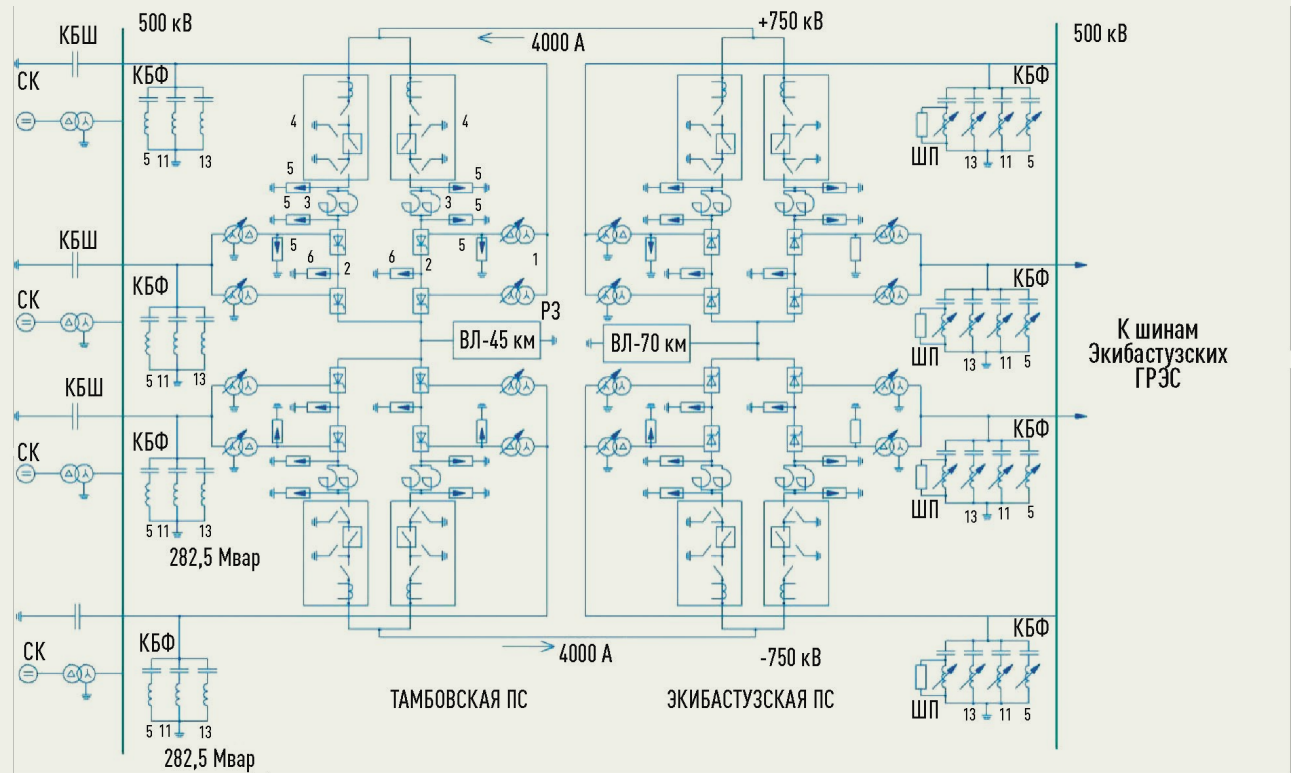 КБШ
500 кВ
+750 кВ
500 кВ
4000 А
СК
КБФ
КБФ
4
4
5 11 13
ШП
13 11 5
5
5
5 3
3 5
КБШ
5
5
1
6 2
6 2
СК
КБФ
КБФ
РЗ
ВЛ-45 км
ВЛ-70 км
ШП
К шинам
Экибастузских
ГРЭС
5 11 13
13 11 5
КБШ
КБФ
КБФ
СК
5 11 13
ШП
13 11 5
282,5 Мвар
КБФ
КБФ
СК
4000 А
-750 кВ
5 11 13
ТАМБОВСКАЯ ПС
ЭКИБАСТУЗСКАЯ ПС
ШП
13 11 5
282,5 Мвар